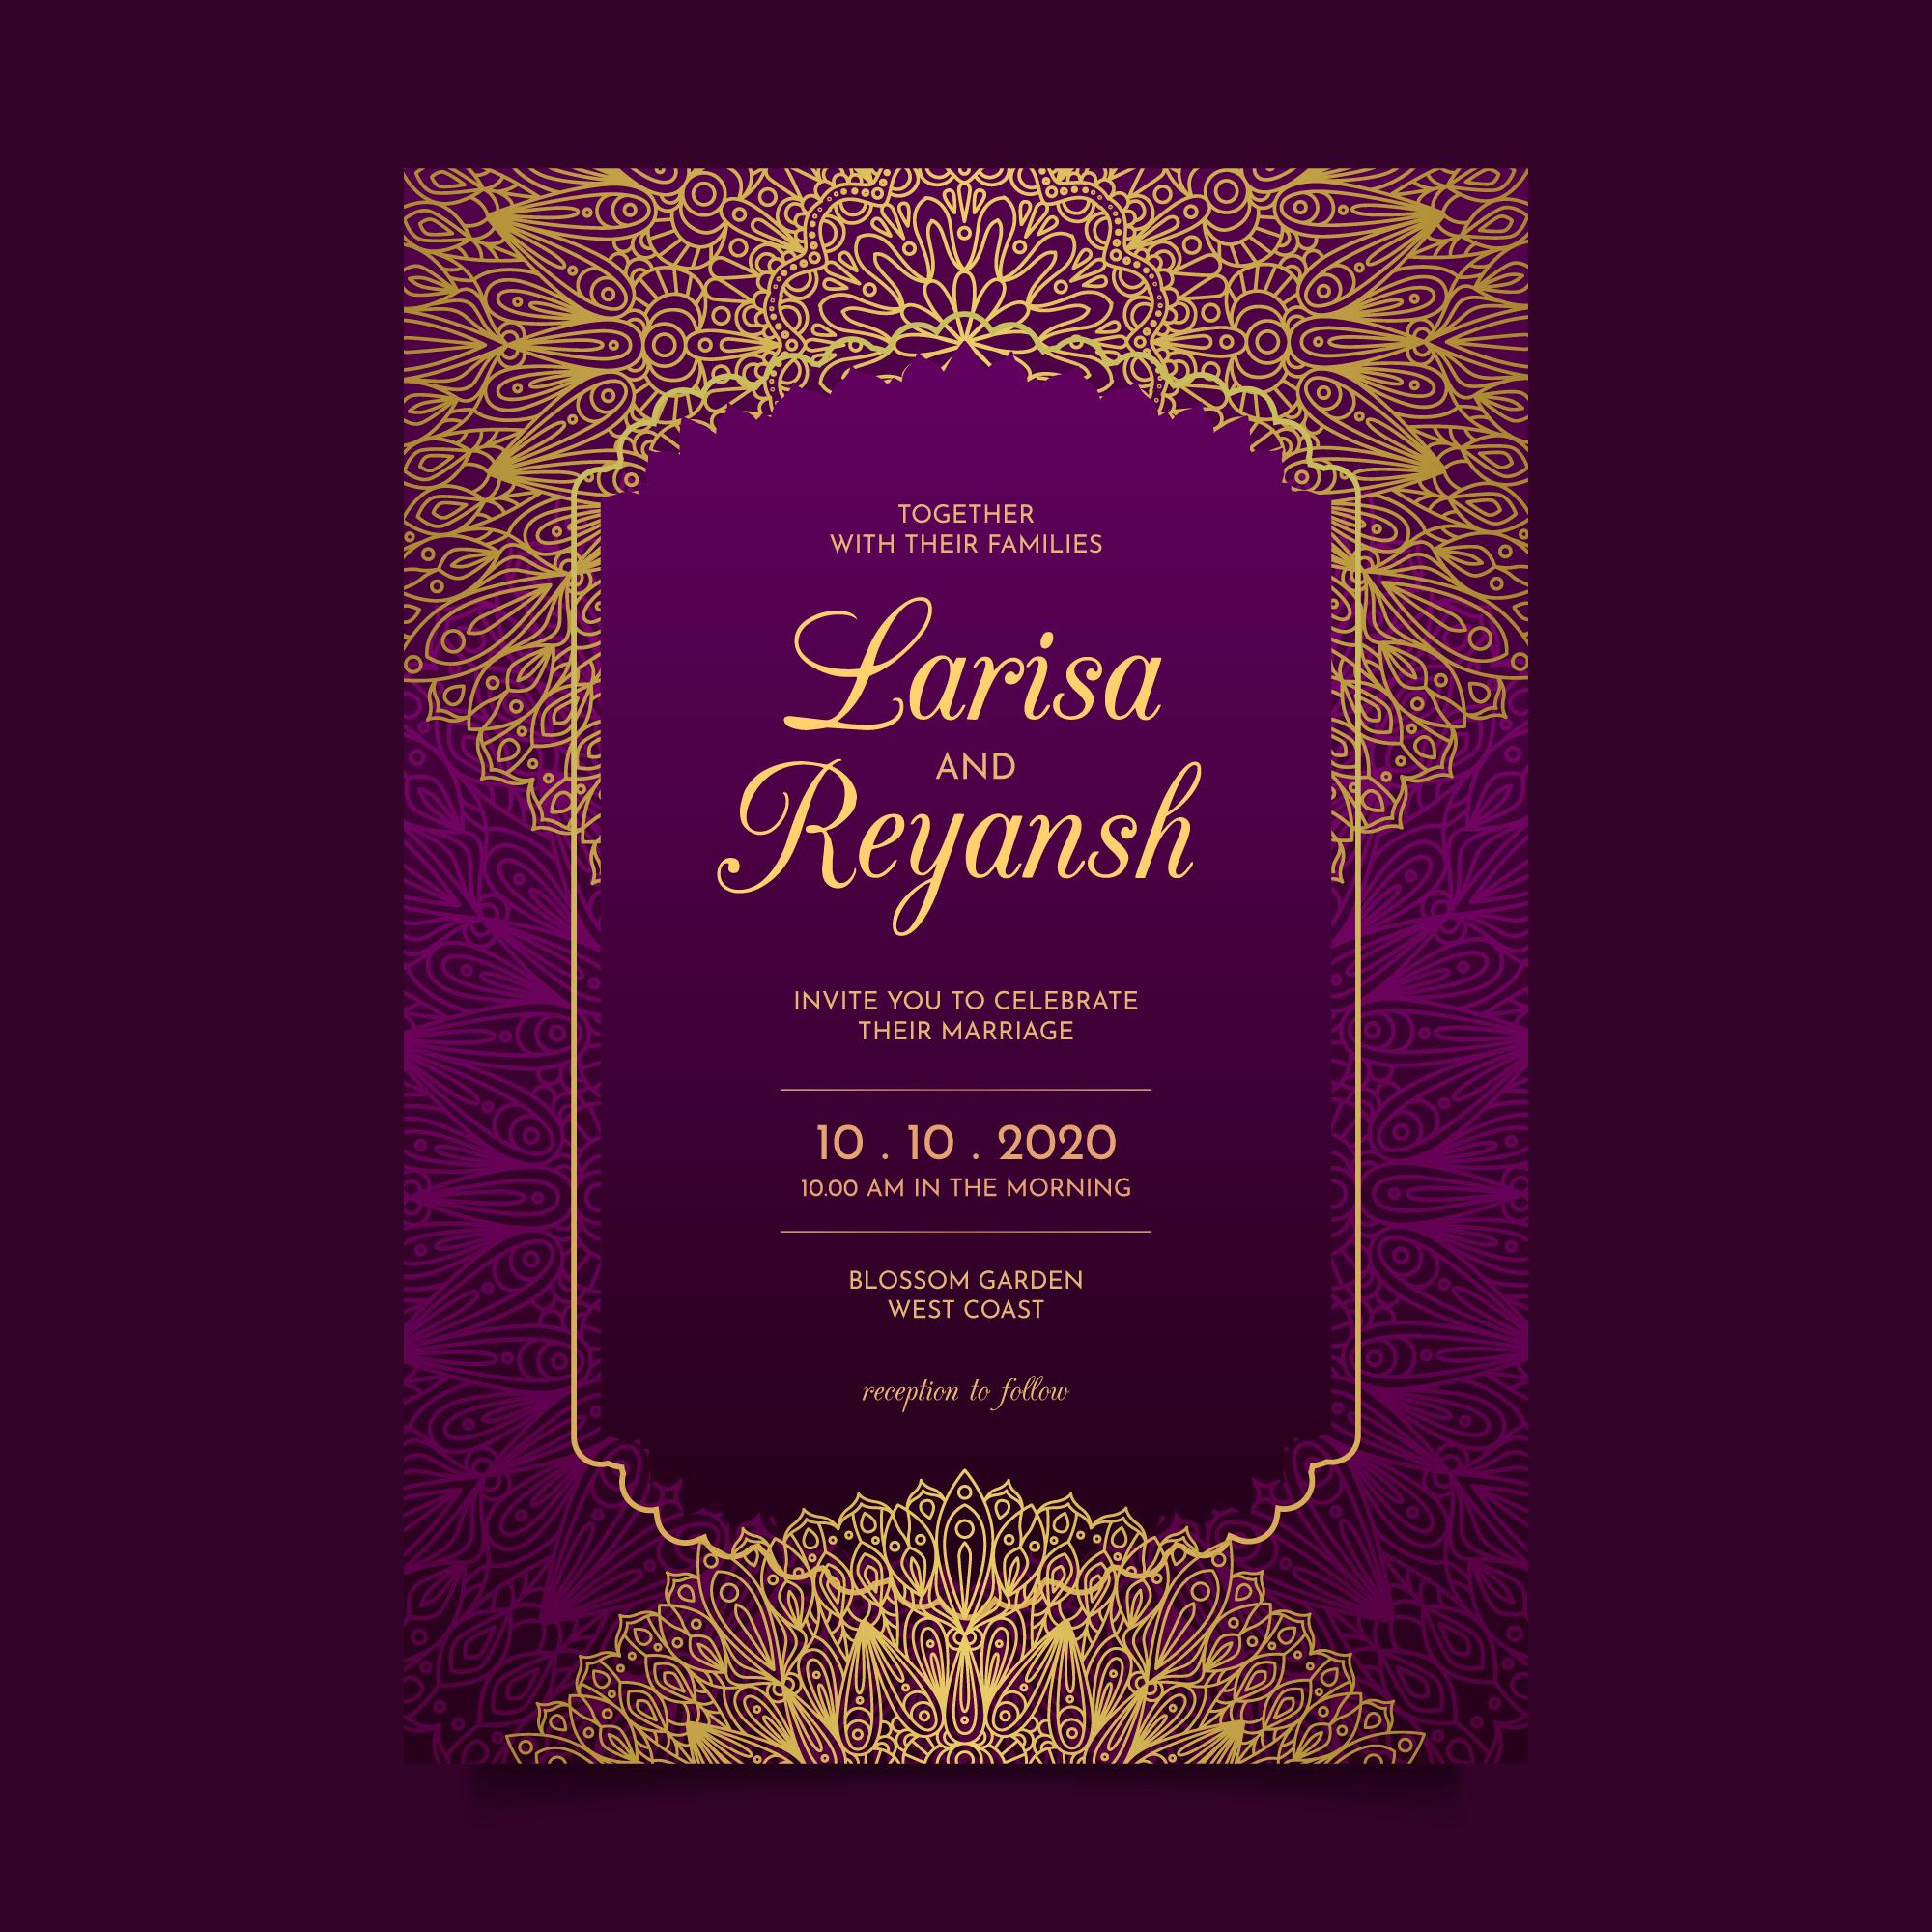 TOGETHER
WITH THEIR FAMILIES
Larisa
AND
Reyansh
INVITE YOU TO CELEBRATE
THEIR MARRIAGE
10 . 10 . 2020
10.00 AM IN THE MORNING
BLOSSOM GARDEN
WEST COAST
reception to follow